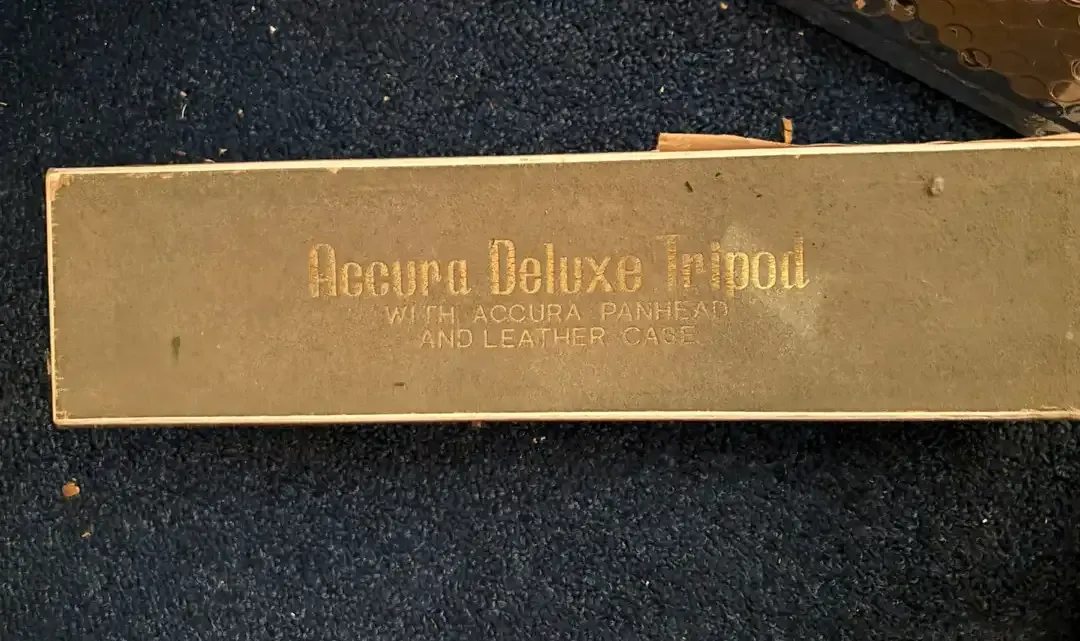 Accura Deluxe Tripod
WITH ACCURA PANHEAD
AND LEATHER CASE